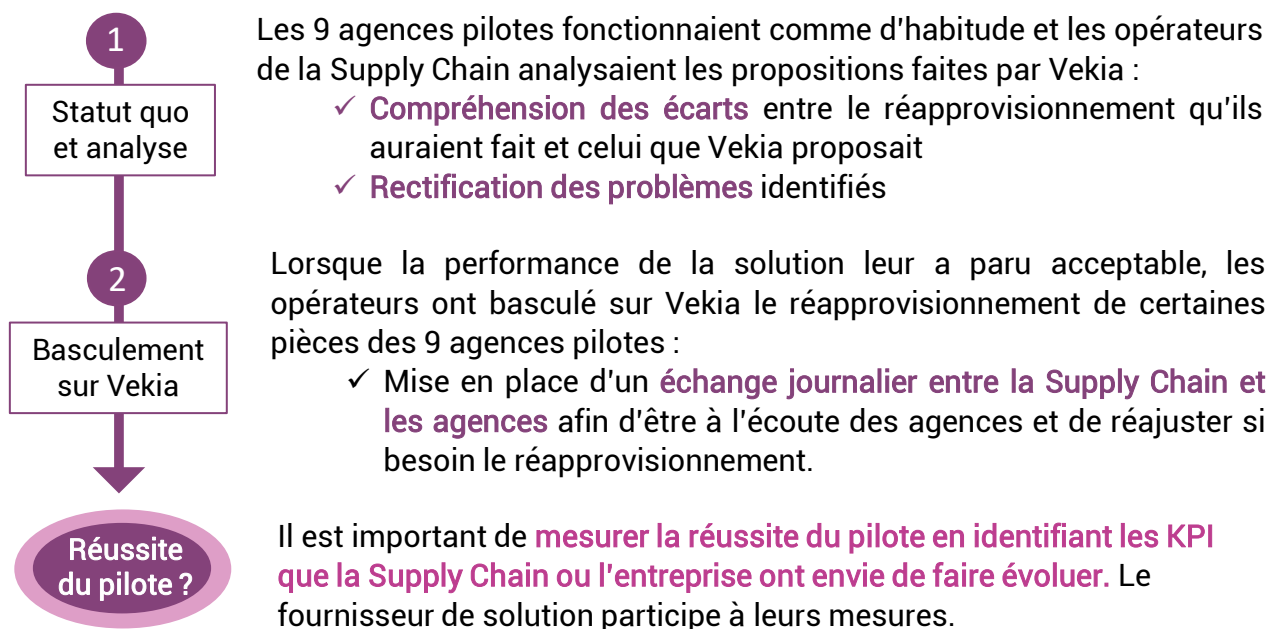 1
Statut quo
et analyse
Les 9 agences pilotes fonctionnaient comme d'habitude et les opérateurs
de la Supply Chain analysaient les propositions faites par Vekia :
✓ Compréhension des écarts entre le réapprovisionnement qu'ils
auraient fait et celui que Vekia proposait
✓ Rectification des problèmes identifiés
2
Basculement
sur Vekia
Lorsque la performance de la solution leur a paru acceptable, les
opérateurs ont basculé sur Vekia le réapprovisionnement de certaines
pièces des 9 agences pilotes :
✓ Mise en place d'un échange journalier entre la Supply Chain et
les agences afin d'être à l'écoute des agences et de réajuster si
besoin le réapprovisionnement.
Réussite
du pilote ?
Il est important de mesurer la réussite du pilote en identifiant les KPI
que la Supply Chain ou l'entreprise ont envie de faire évoluer. Le
fournisseur de solution participe à leurs mesures.